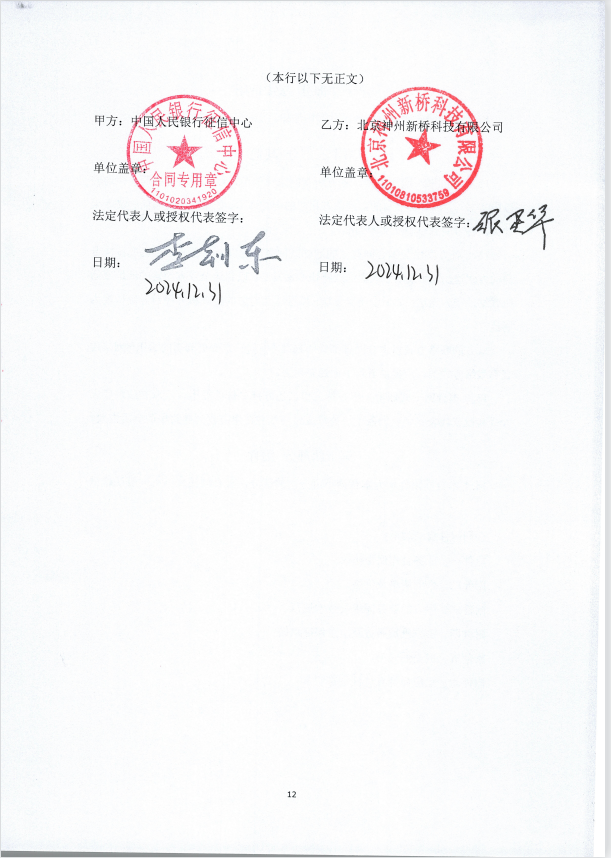 （本行以下无正文）
甲方：中国人民银行征信中心
单位盖章：
法定代表人或授权代表签字：
日期：
2024.12.31
中国人民银行征信中心
合同专用章
1101020341920
乙方：北京神州新桥科技有限公司
单位盖章：
法定代表人或授权代表签字：
日期：
2024.12.31
北京神州新桥科技有限公司
11010810533759
12